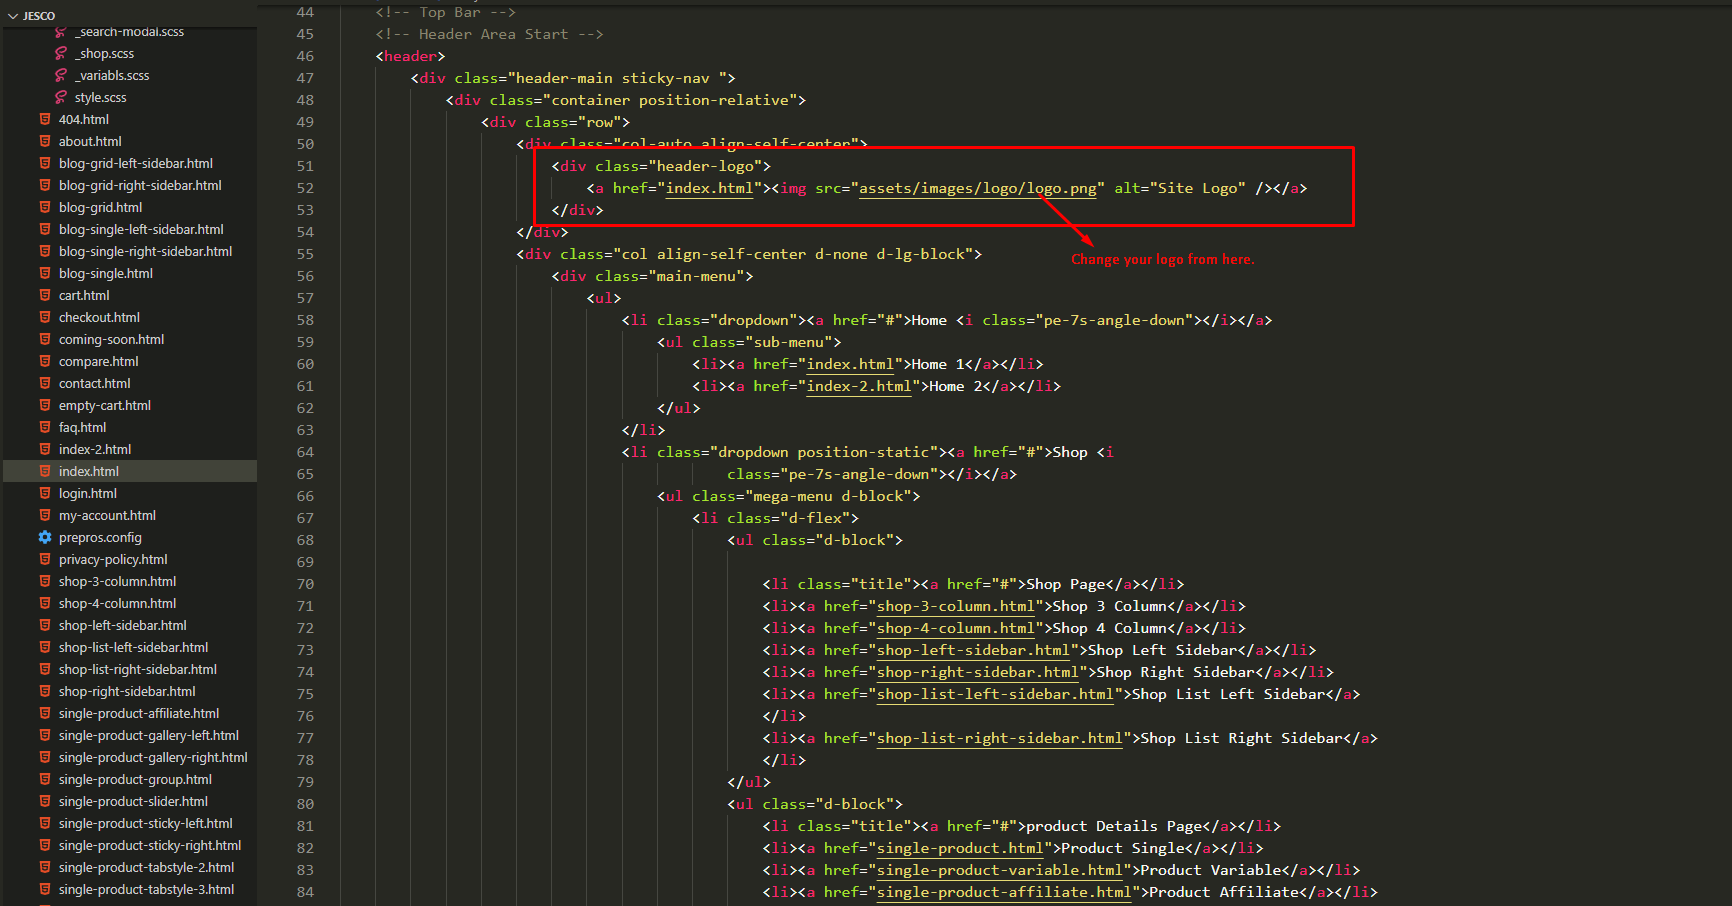 JESCO
_search-modal.scss
_shop.scss
_variabls.scss
style.scss
404.html
about.html
blog-grid-left-sidebar.html
blog-grid-right-sidebar.html
blog-grid.html
blog-single-left-sidebar.html
blog-single-right-sidebar.html
blog-single.html
cart.html
checkout.html
coming-soon.html
compare.html
contact.html
empty-cart.html
faq.html
index-2.html
index.html
login.html
my-account.html
prepros.config
privacy-policy.html
shop-3-column.html
shop-4-column.html
shop-left-sidebar.html
shop-list-left-sidebar.html
shop-list-right-sidebar.html
shop-right-sidebar.html
single-product-affiliate.html
single-product-gallery-left.html
single-product-gallery-right.html
single-product-group.html
single-product-slider.html
single-product-sticky-left.html
single-product-sticky-right.html
single-product-tabstyle-2.html
single-product-tabstyle-3.html
44 <!-- Top Bar -->
45 <!-- Header Area Start -->
46 <header>
47 <div class="header-main sticky-nav ">
48 <div class="container position-relative">
49 <div class="row">
50 <div class="col-auto align-self-center">
51 <div class="header-logo">
52 <a href="index.html"><img src="assets/images/logo/logo.png" alt="Site Logo" /></a>
53 </div>
54 </div>
55 <div class="col align-self-center d-none d-lg-block">
Change your logo from here.
56 <div class="main-menu">
57 <ul>
58 <li class="dropdown"><a href="#">Home <i class="pe-7s-angle-down"></i></a>
59 <ul class="sub-menu">
60 <li><a href="index.html">Home 1</a></li>
61 <li><a href="index-2.html">Home 2</a></li>
62 </ul>
63 </li>
64 <li class="dropdown position-static"><a href="#">Shop <i
65 class="pe-7s-angle-down"></i></a>
66 <ul class="mega-menu d-block">
67 <li class="d-flex">
68 <ul class="d-block">
69
70 <li class="title"><a href="#">Shop Page</a></li>
71 <li><a href="shop-3-column.html">Shop 3 Column</a></li>
72 <li><a href="shop-4-column.html">Shop 4 Column</a></li>
73 <li><a href="shop-left-sidebar.html">Shop Left Sidebar</a></li>
74 <li><a href="shop-right-sidebar.html">Shop Right Sidebar</a></li>
75 <li><a href="shop-list-left-sidebar.html">Shop List Left Sidebar</a>
76 </li>
77 <li><a href="shop-list-right-sidebar.html">Shop List Right Sidebar</a>
78 </li>
79 </ul>
80 <ul class="d-block">
81 <li class="title"><a href="#">product Details Page</a></li>
82 <li><a href="single-product.html">Product Single</a></li>
83 <li><a href="single-product-variable.html">Product Variable</a></li>
84 <li><a href="single-product-affiliate.html">Product Affiliate</a></li>